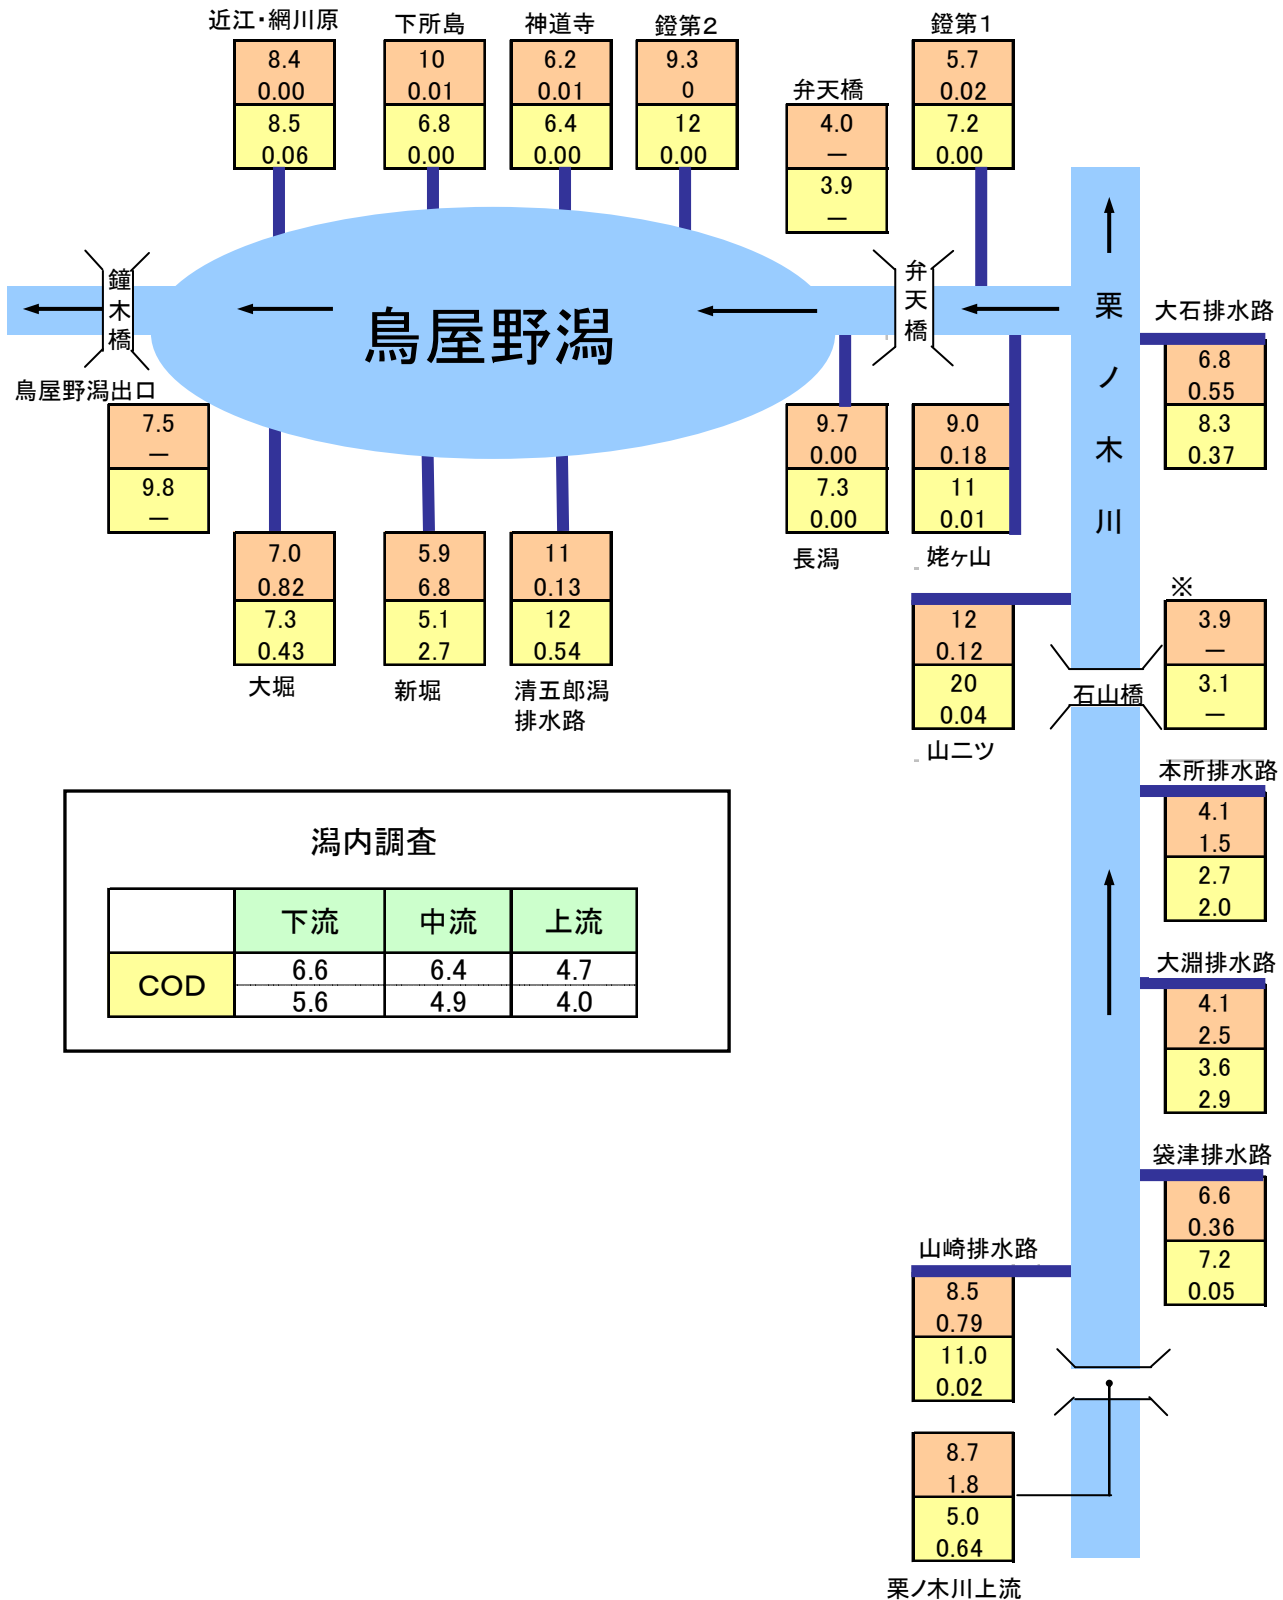 近江・網川原
8.4
0.00
8.5
0.06
下所島
10
0.01
6.8
0.00
神道寺
6.2
0.01
6.4
0.00
鐙第2
9.3
0
12
0.00
弁天橋
4.0
―
3.9
―
鐙第1
5.7
0.02
7.2
0.00
鐘木橋
鳥屋野潟
弁天橋
栗ノ木川
鳥屋野潟出口
7.5
―
9.8
―
大石排水路
6.8
0.55
8.3
0.37
9.7
0.00
7.3
0.00
長潟
9.0
0.18
11
0.01
姥ヶ山
7.0
0.82
7.3
0.43
大堀
5.9
6.8
5.1
2.7
新堀
11
0.13
12
0.54
清五郎潟
排水路
12
0.12
20
0.04
山二ツ
石山橋
※
3.9
―
3.1
―
本所排水路
4.1
1.5
2.7
2.0
潟内調査
下流 中流 上流
COD
6.6 6.4 4.7
5.6 4.9 4.0
大淵排水路
4.1
2.5
3.6
2.9
袋津排水路
6.6
0.36
7.2
0.05
山崎排水路
8.5
0.79
11.0
0.02
8.7
1.8
5.0
0.64
栗ノ木川上流